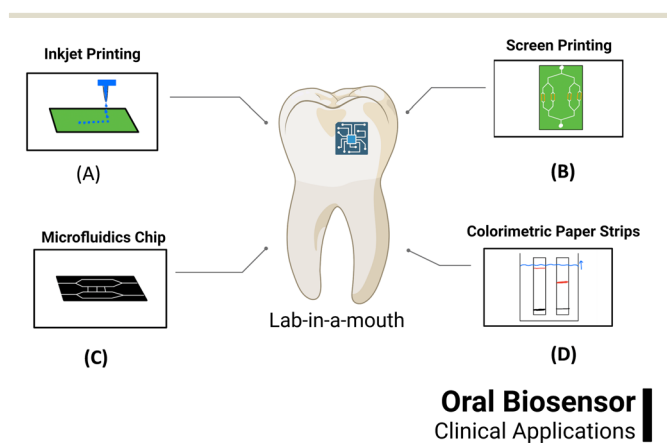 Inkjet Printing
(A)
Screen Printing
(B)
Microfluidics Chip
(C)
Colorimetric Paper Strips
(D)
Lab-in-a-mouth
Oral Biosensor
Clinical Applications